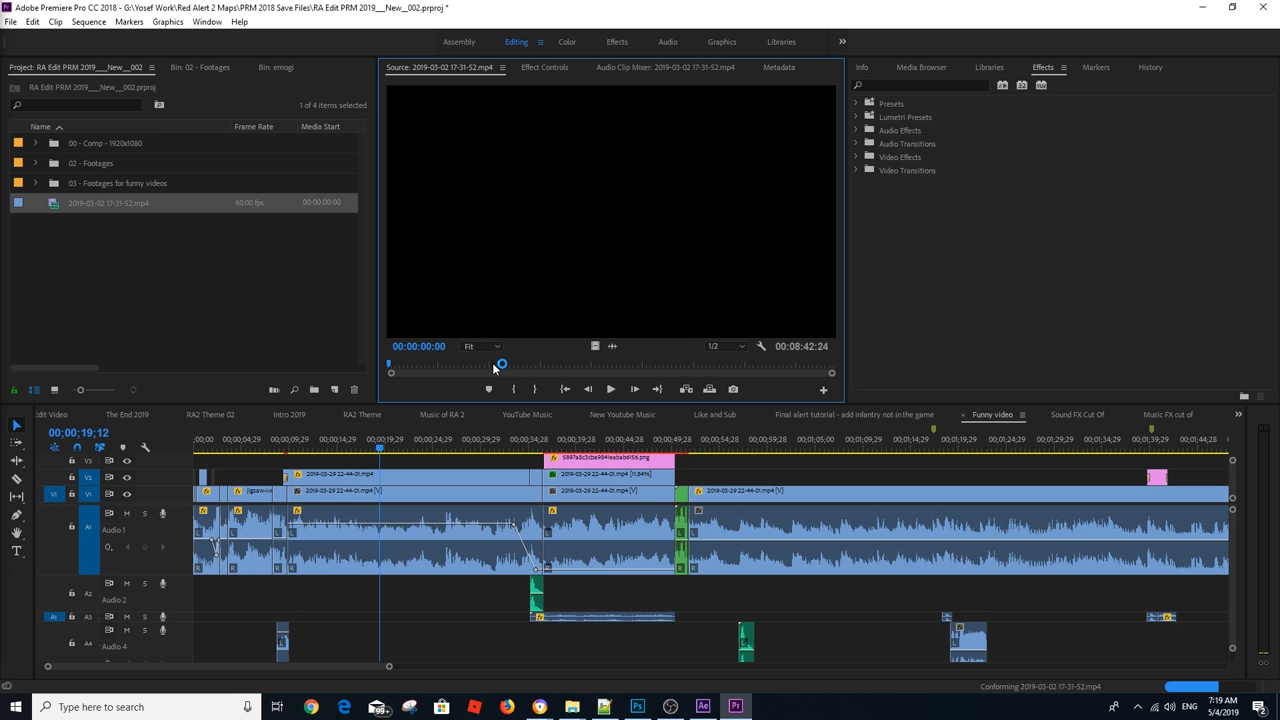 Adobe Premiere Pro CC 2018 - G:\Yosef Work\Red Alert 2 Maps\PRM 2018 Save Files\RA Edit PRM 2019___New__002.prproj *
File Edit Clip Sequence Markers Graphics Window Help
Assembly Editing Color Effects Audio Graphics Libraries
Project: RA Edit PRM 2019___New__002 Bin: 02 - Footages Bin: emogi
Source: 2019-03-02 17-31-52.mp4 Effect Controls Audio Clip Mixer: 2019-03-02 17-31-52.mp4 Metadata
Info Media Browser Libraries Effects Markers History
RA Edit PRM 2019___New__002.prproj
1 of 4 items selected
Name Frame Rate Media Start
00 - Comp - 1920x1080
02 - Footages
03 - Footages for funny videos
2019-03-02 17-31-52.mp4 60.00 fps 00:00:00:00
Presets
Lumetri Presets
Audio Effects
Audio Transitions
Video Effects
Video Transitions
00:00:00:00 Fit 1/2 00:08:42:24
Edit Video The End 2019 RA2 Theme 02 Intro 2019 RA2 Theme Music of RA 2 YouTube Music New Youtube Music Like and Sub Final alert tutorial - add infantry not in the game Funny video Sound FX Cut Of Music FX cut of
00;00;19;12
;00;00 00;00;04;29 00;00;09;29 00;00;14;29 00;00;19;29 00;00;24;29 00;00;29;29 00;00;34;28 00;00;39;28 00;00;44;28 00;00;49;28 00;00;54;28 00;00;59;28 00;01;05;00 00;01;10;00 00;01;14;29 00;01;19;29 00;01;24;29 00;01;29;29 00;01;34;29 00;01;39;29 00;01;44;28
V3 5897a8c3cba9841eabab6156.png
V2 2019-03-29 22-44-01.mp4 2019-03-29 22-44-01.mp4 [11.84%]
V1 V1 Jigsaw-I-w 2019-03-29 22-44-01.mp4 [V] 2019-03-29 22-44-01.mp4 [V] 2019-03-29 22-44-01.mp4 [V]
A1 M S
Audio 1
A2 M S
Audio 2
A3 M S
M S
A4 Audio 4
Conforming 2019-03-02 17-31-52.mp4
Type here to search
99+
Ps Ae Pr
ENG
7:19 AM
5/4/2019
2